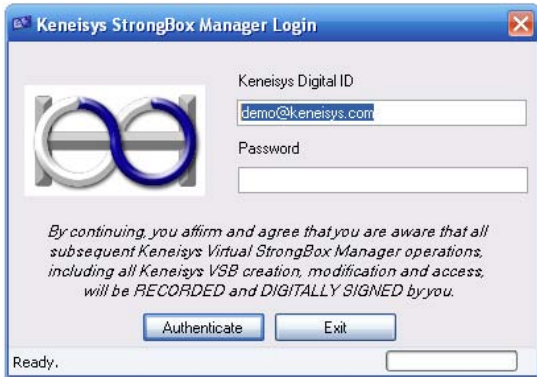 Keneisys StrongBox Manager Login
Keneisys Digital ID
demo@keneisys.com
Password
By continuing, you affirm and agree that you are aware that all
subsequent Keneisys Virtual StrongBox Manager operations,
including all Keneisys VSB creation, modification and access,
will be RECORDED and DIGITALLY SIGNED by you.
Authenticate
Exit
Ready.